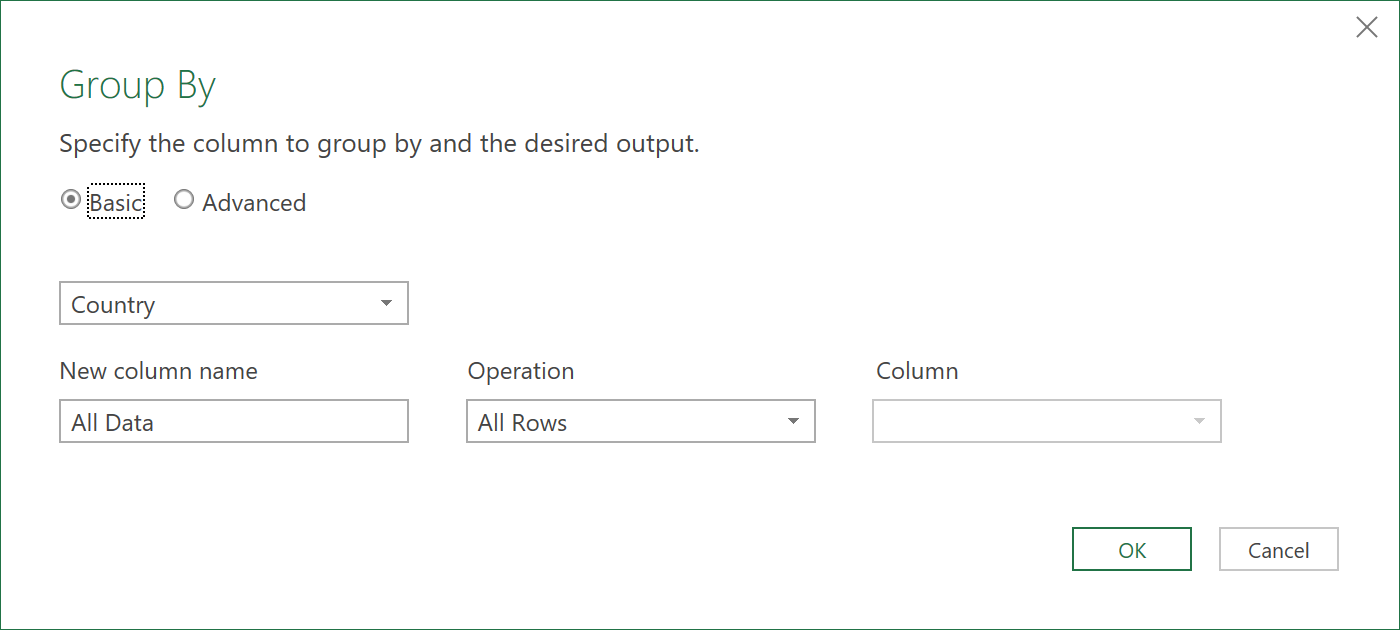 Group By
Specify the column to group by and the desired output.
Basic Advanced
Country
New column name Operation Column
All Data All Rows
OK Cancel